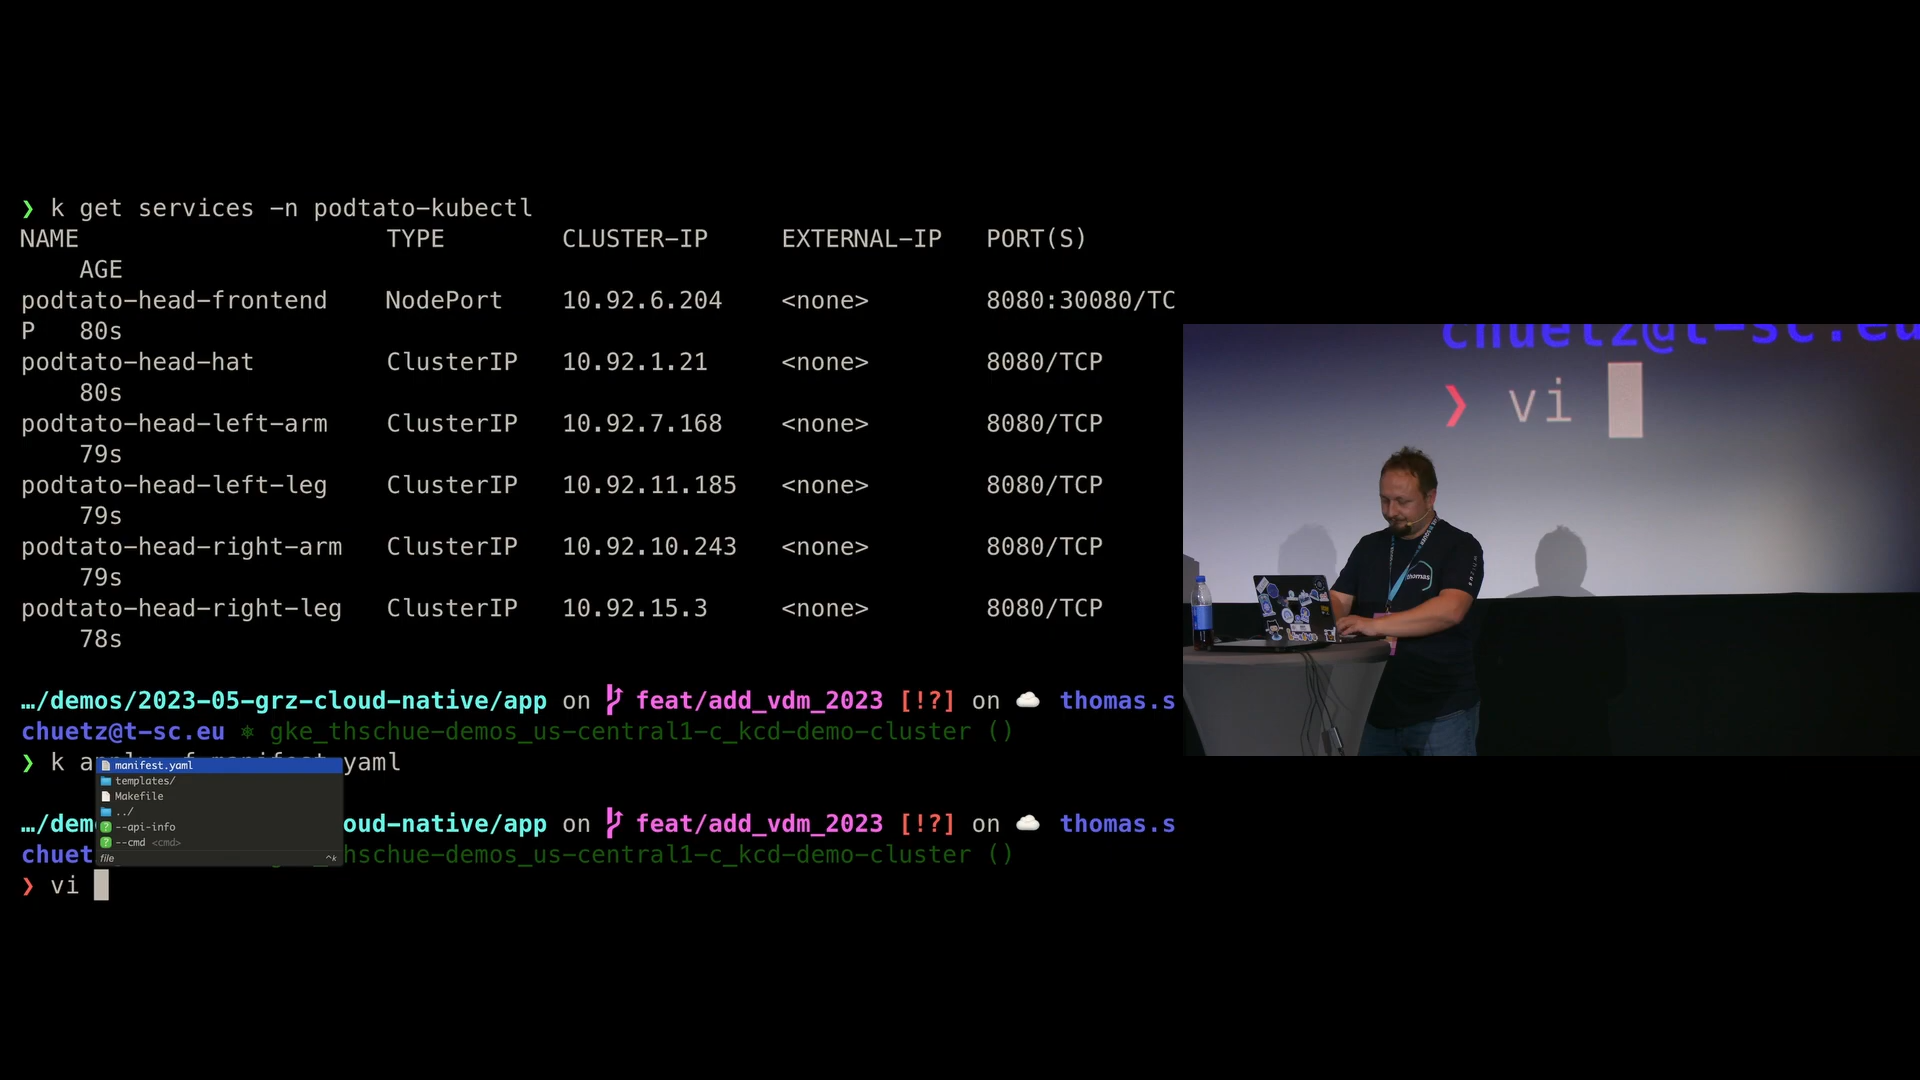 ❯ k get services -n podtato-kubectl
NAME TYPE CLUSTER-IP EXTERNAL-IP PORT(S)
AGE
podtato-head-frontend NodePort 10.92.6.204 <none> 8080:30080/TC
P 80s
podtato-head-hat ClusterIP 10.92.1.21 <none> 8080/TCP
80s
podtato-head-left-arm ClusterIP 10.92.7.168 <none> 8080/TCP
79s
podtato-head-left-leg ClusterIP 10.92.11.185 <none> 8080/TCP
79s
podtato-head-right-arm ClusterIP 10.92.10.243 <none> 8080/TCP
79s
podtato-head-right-leg ClusterIP 10.92.15.3 <none> 8080/TCP
78s
…/demos/2023-05-grz-cloud-native/app on feat/add_vdm_2023 [!?] on ☁️ thomas.s
chuetz@t-sc.eu ⎈ gke_thschue-demos_us-central1-c_kcd-demo-cluster ()
❯ k yaml
manifest.yaml
templates/
Makefile
../
--api-info
--cmd <cmd>
file ^k
…/dem oud-native/app on feat/add_vdm_2023 [!?] on ☁️ thomas.s
chuet hschue-demos_us-central1-c_kcd-demo-cluster ()
❯ vi
chuetz@t-sc.eu
❯ vi
thomas